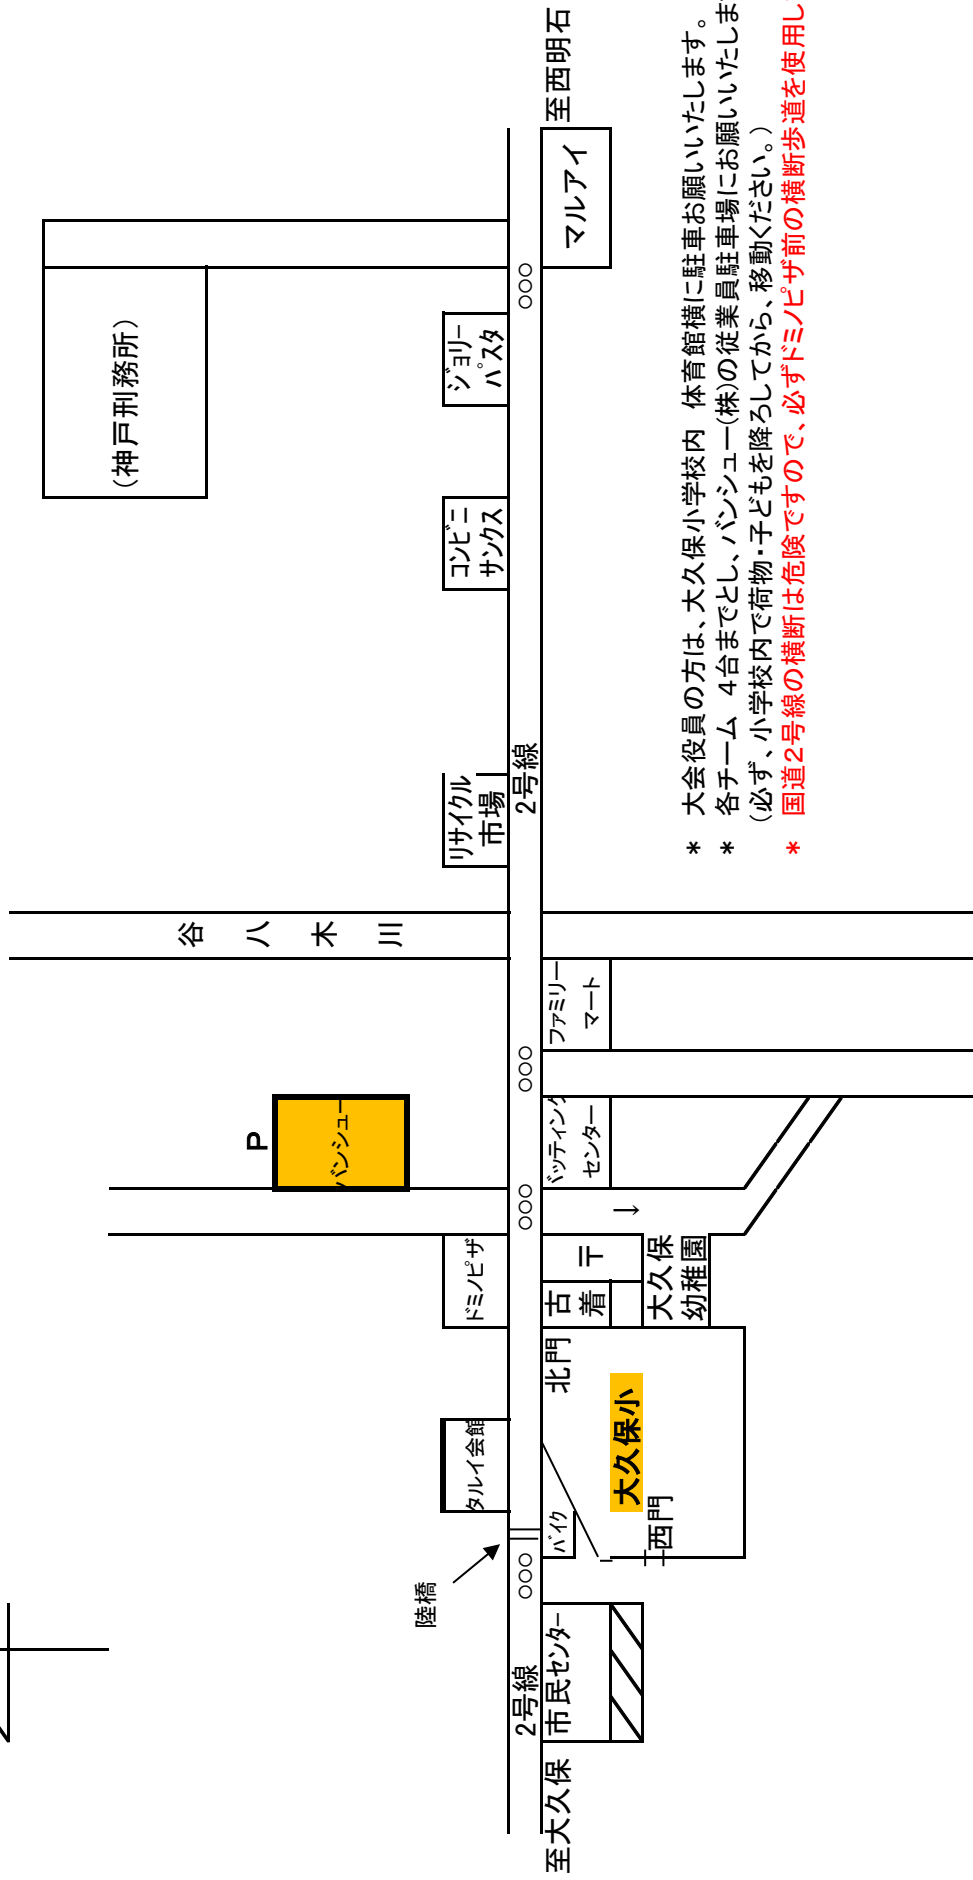 (神戸刑務所)
谷八木川
P
バンシュー
陸橋
タルイ会館
ドミノピザ
リサイクル
市場
コンビニ
サンクス
ジョリー
パスタ
2号線
○○○
○○○
○○○
2号線
○○○
至大久保
至西明石
市民センター
バイク
北門
古着
〒
バッティング
センター
ファミリー
マート
マルアイ
↓
大久保
幼稚園
大久保小
西門
* 大会役員の方は、大久保小学校内 体育館横に駐車お願いいたします。
* 各チーム 4台までとし、バンシュー(株)の従業員駐車場にお願いいたしま
(必ず、小学校内で荷物・子どもを降ろしてから、移動ください。)
* 国道2号線の横断は危険ですので、必ずドミノピザ前の横断歩道を使用し